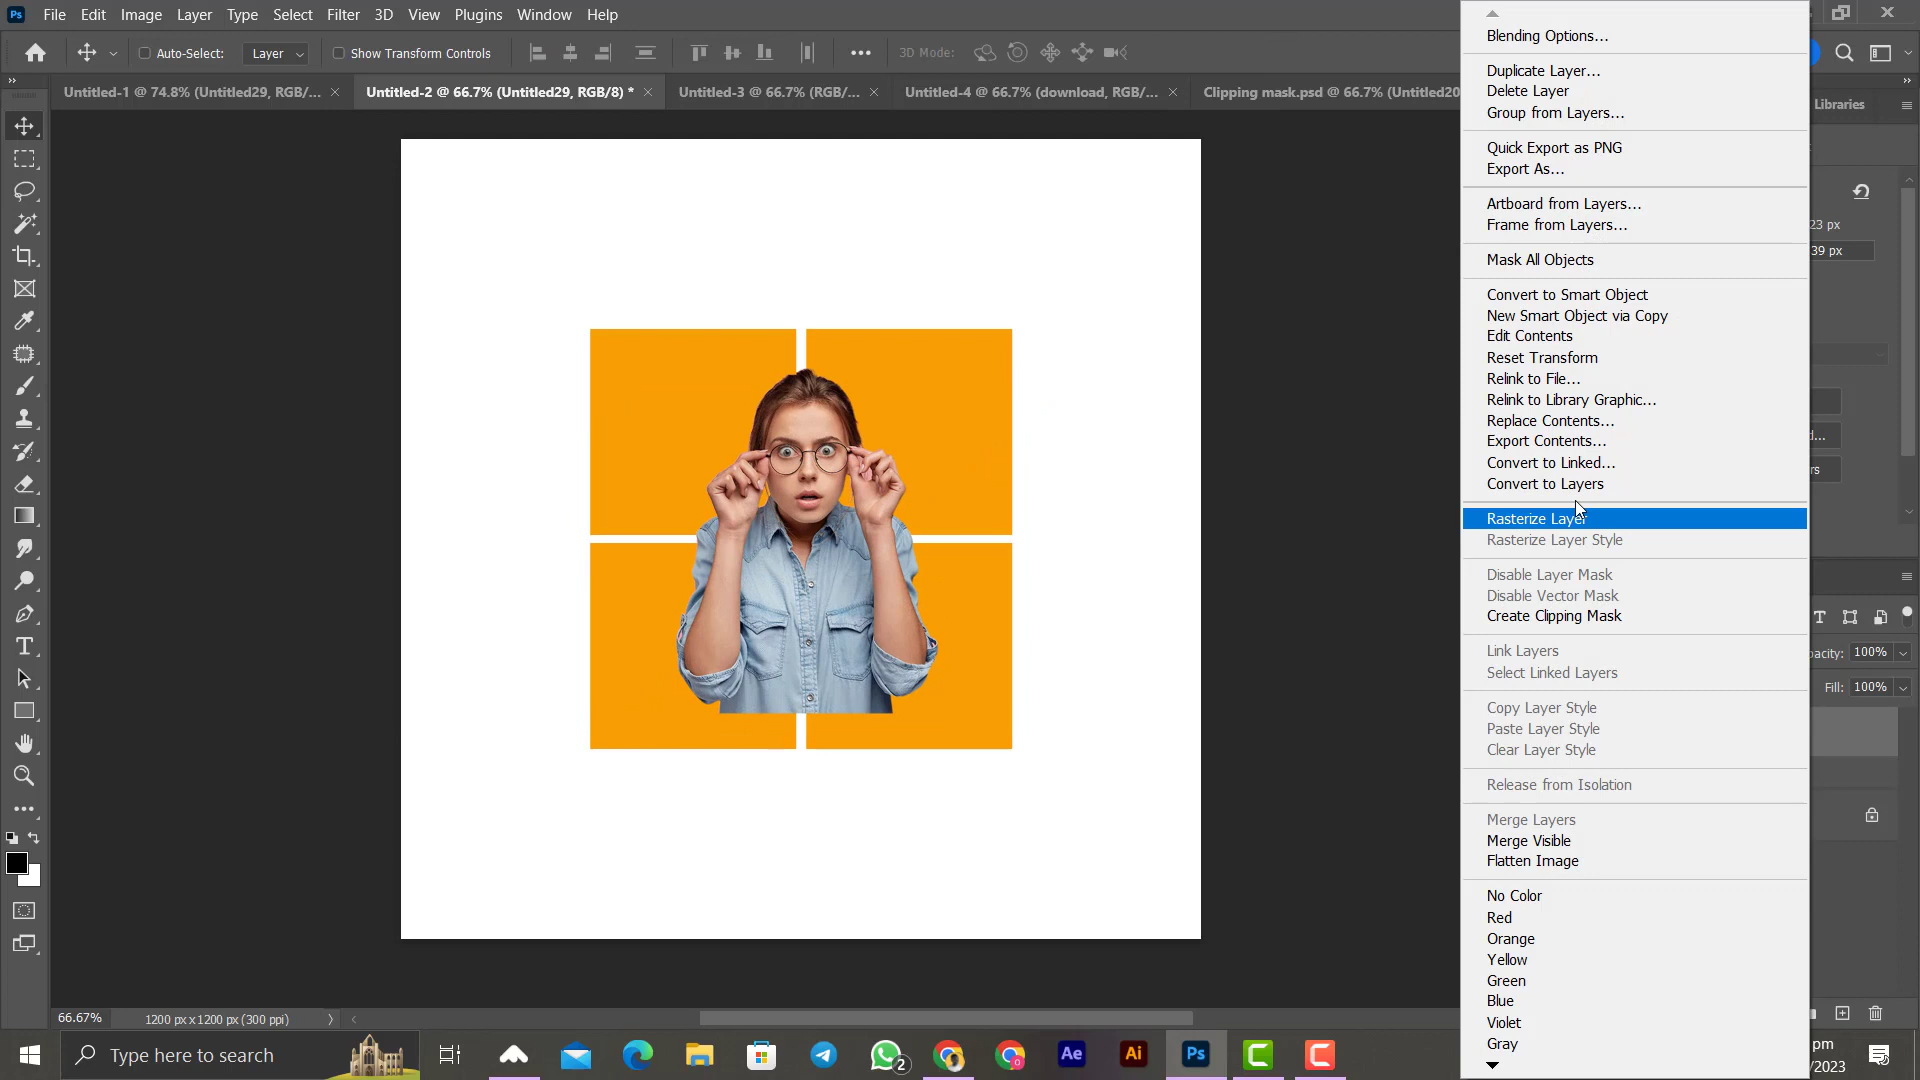 Ps File Edit Image Layer Type Select Filter 3D View Plugins Window Help
Auto-Select: Layer Show Transform Controls 3D Mode:
Untitled-1 @ 74.8% (Untitled29, RGB/... Untitled-2 @ 66.7% (Untitled29, RGB/8) * Untitled-3 @ 66.7% (RGB/... Untitled-4 @ 66.7% (download, RGB/... Clipping mask.psd @ 66.7% (Untitled20
Libraries
23 px
39 px
...
rs
pacity: 100%
Fill: 100%
Blending Options...
Duplicate Layer...
Delete Layer
Group from Layers...
Quick Export as PNG
Export As...
Artboard from Layers...
Frame from Layers...
Mask All Objects
Convert to Smart Object
New Smart Object via Copy
Edit Contents
Reset Transform
Relink to File...
Relink to Library Graphic...
Replace Contents...
Export Contents...
Convert to Linked...
Convert to Layers
Rasterize Layer
Rasterize Layer Style
Disable Layer Mask
Disable Vector Mask
Create Clipping Mask
Link Layers
Select Linked Layers
Copy Layer Style
Paste Layer Style
Clear Layer Style
Release from Isolation
Merge Layers
Merge Visible
Flatten Image
No Color
Red
Orange
Yellow
Green
Blue
Violet
Gray
66.67% 1200 px x 1200 px (300 ppi)
Type here to search
2
Ae Ai Ps
pm
/2023